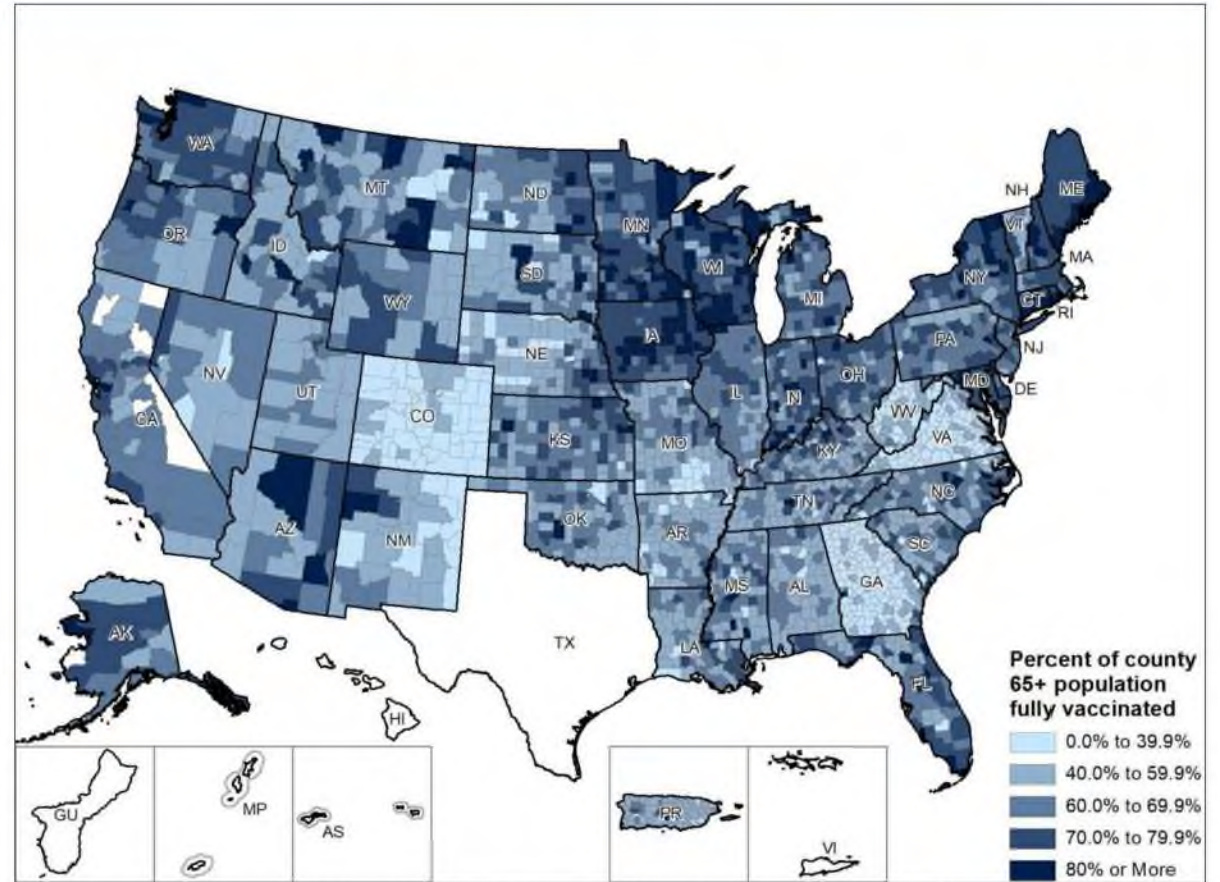 WA
MT
ND
MN
OR
ID
SD
WI
MI
WY
NE
IA
NV
UT
CO
CA
KS
MO
IL
IN
OH
PA
NY
VT
NH
ME
MA
CT
RI
NJ
DE
MD
WV
VA
KY
TN
NC
SC
AZ
NM
OK
AR
MS
AL
GA
LA
TX
FL
AK
HI
GU
MP
AS
PR
VI
Percent of county
65+ population
fully vaccinated
0.0% to 39.9%
40.0% to 59.9%
60.0% to 69.9%
70.0% to 79.9%
80% or More